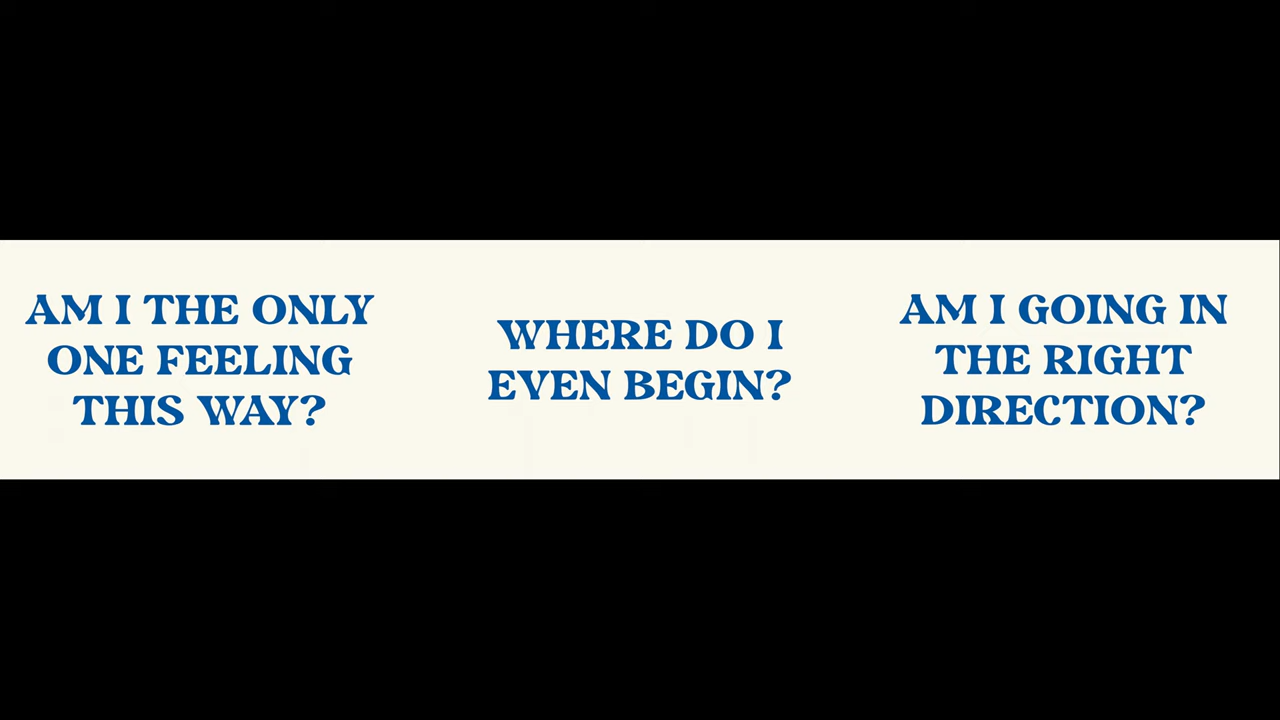 AM I THE ONLY
ONE FEELING
THIS WAY?
WHERE DO I
EVEN BEGIN?
AM I GOING IN
THE RIGHT
DIRECTION?